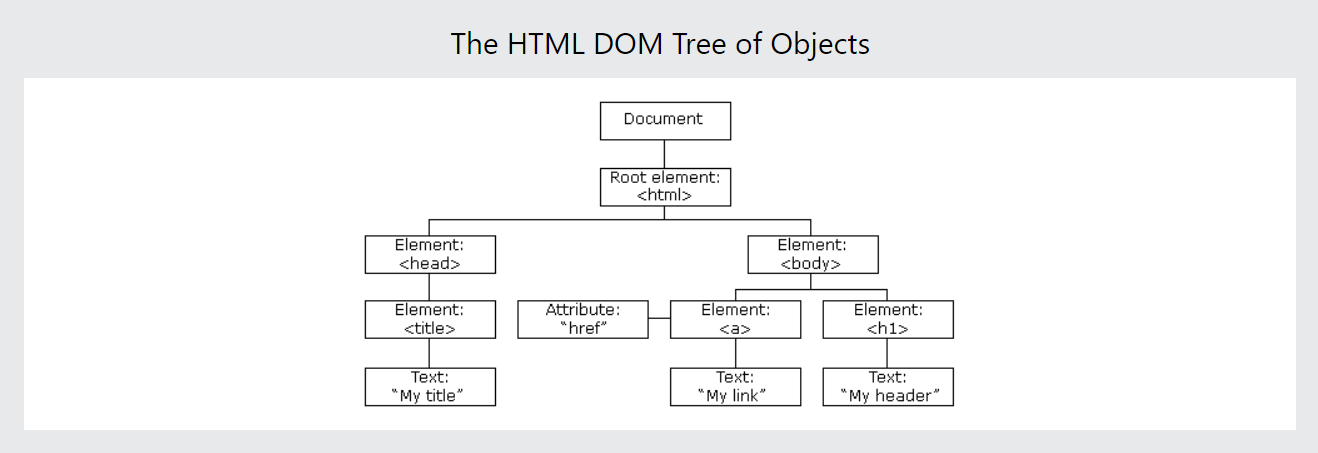 The HTML DOM Tree of Objects
Document
Root element:
<html>
Element:
<head>
Element:
<body>
Element:
<title>
Attribute:
“href”
Element:
<a>
Element:
<h1>
Text:
“My title”
Text:
“My link”
Text:
“My header”